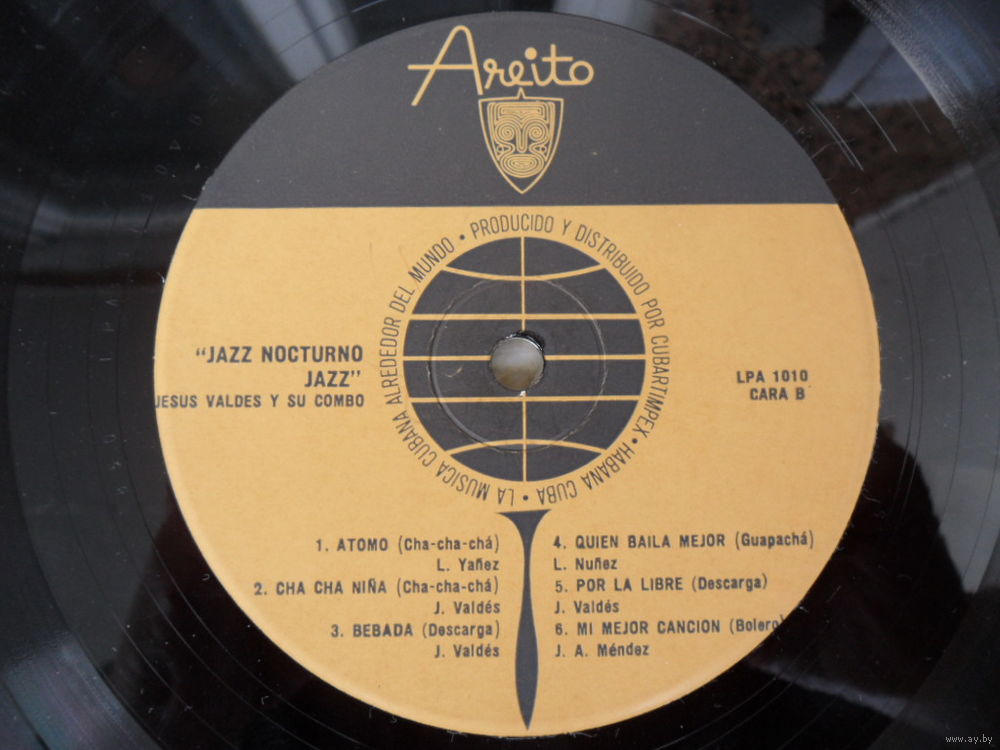 Areito
PRODUCIDO Y DISTRIBUIDO POR CUBARTIMPEX • HABANA CUBA • LA MUSICA CUBANA ALREDEDOR DEL MUNDO •
"JAZZ NOCTURNO
JAZZ"
JESUS VALDES Y SU COMBO
LPA 1010
CARA B
1. ATOMO (Cha-cha-chá)
L. Yañez
2. CHA CHA NIÑA (Cha-cha-chá)
J. Valdés
3. BEBADA (Descarga)
J. Valdés
4. QUIEN BAILA MEJOR (Guapachá)
L. Nuñez
5. POR LA LIBRE (Descarga)
J. Valdés
6. MI MEJOR CANCION (Bolero)
J. A. Méndez
www.ay.by